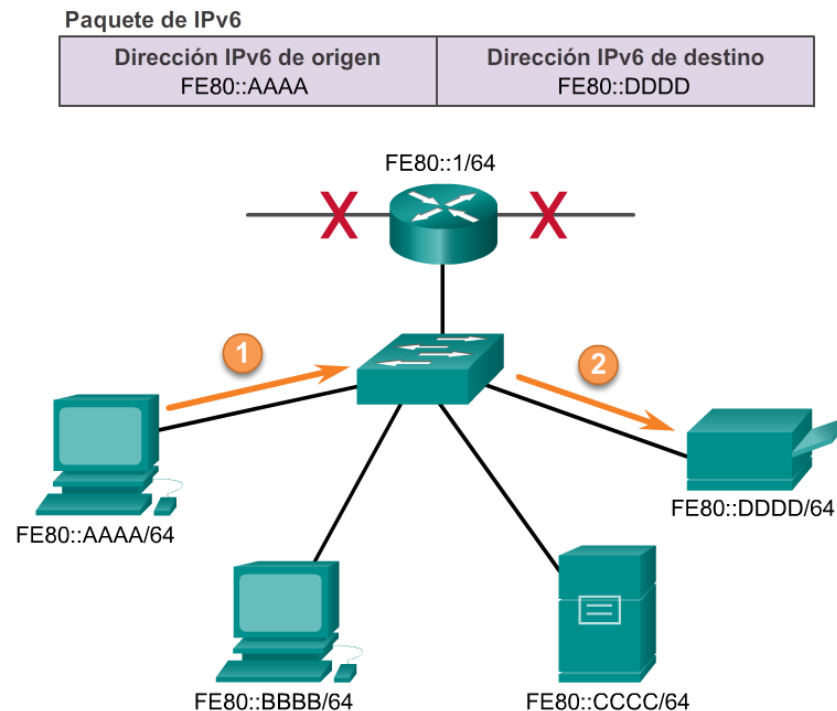 Paquete de IPv6
Dirección IPv6 de origen
FE80::AAAA
Dirección IPv6 de destino
FE80::DDDD
FE80::1/64
X
X
1
2
FE80::AAAA/64
FE80::DDDD/64
FE80::BBBB/64
FE80::CCCC/64